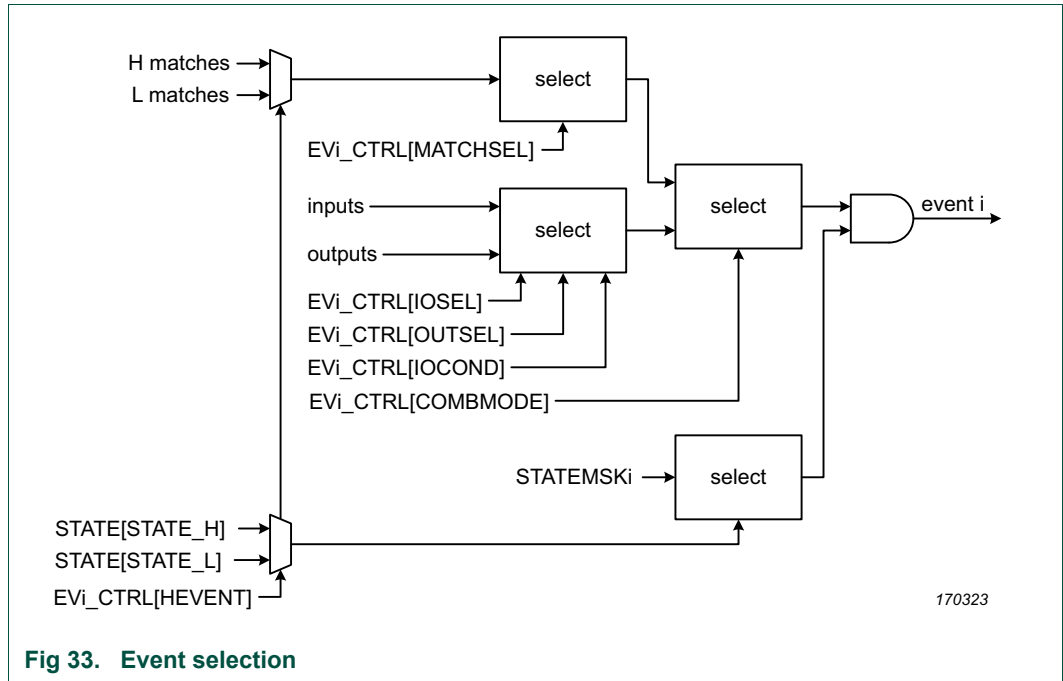 H matches
L matches
select
EVi_CTRL[MATCHSEL]
inputs
outputs
select
select
event i
EVi_CTRL[IOSEL]
EVi_CTRL[OUTSEL]
EVi_CTRL[IOCOND]
EVi_CTRL[COMBMODE]
STATEMSKi
select
STATE[STATE_H]
STATE[STATE_L]
EVi_CTRL[HEVENT]
170323
Fig 33. Event selection